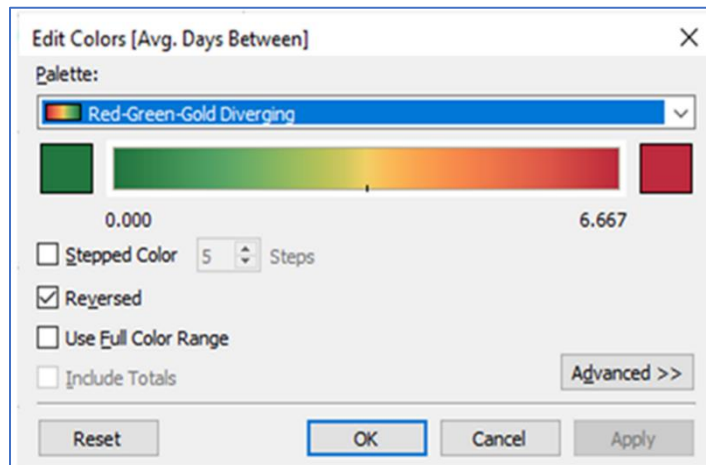 Edit Colors [Avg. Days Between]
Palette:
Red-Green-Gold Diverging
0.000 6.667
Stepped Color 5 Steps
Reversed
Use Full Color Range
Include Totals
Advanced >>
Reset OK Cancel Apply